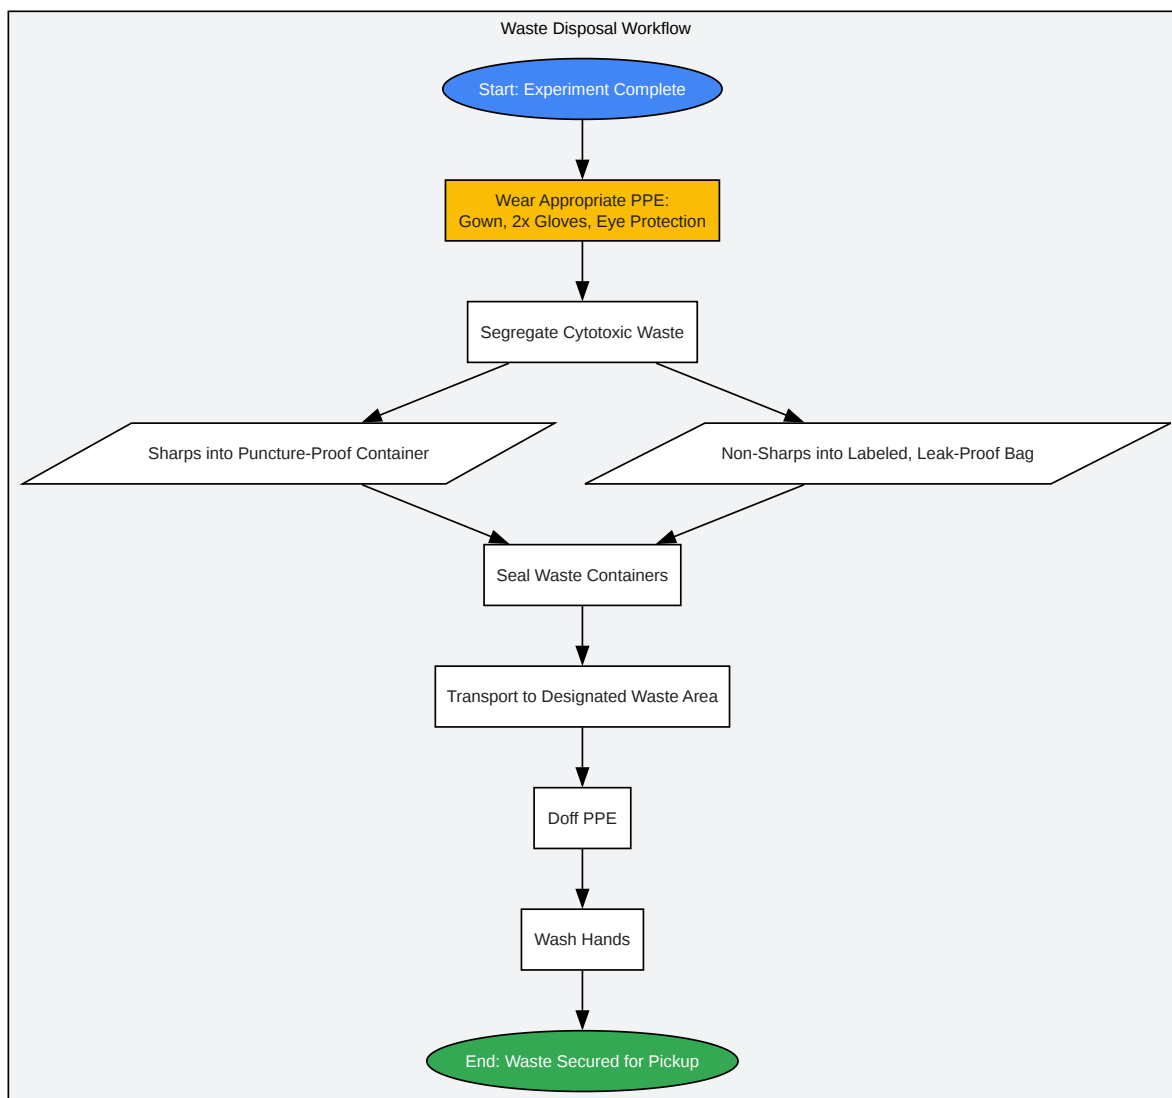 Waste Disposal Workflow
Start: Experiment Complete
Wear Appropriate PPE:
Gown, 2x Gloves, Eye Protection
Segregate Cytotoxic Waste
Sharps into Puncture-Proof Container
Non-Sharps into Labeled, Leak-Proof Bag
Seal Waste Containers
Transport to Designated Waste Area
Doff PPE
Wash Hands
End: Waste Secured for Pickup